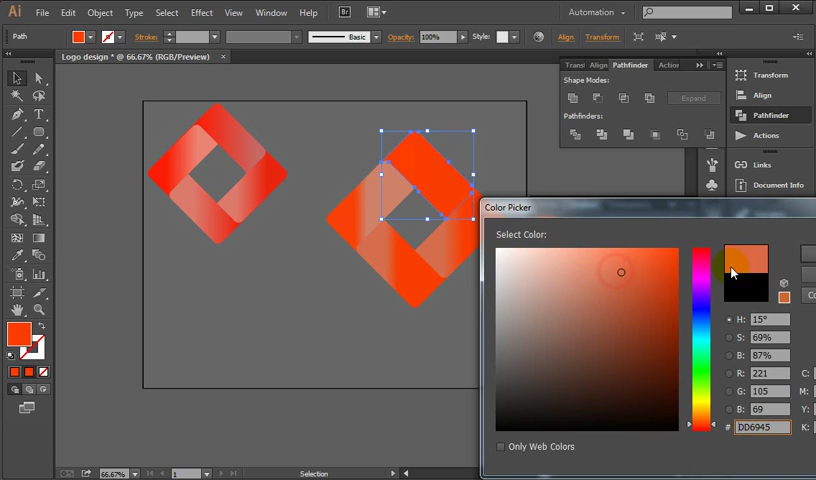 Ai File Edit Object Type Select Effect View Window Help Br Automation
Path Stroke: Basic Opacity: 100% Style: Align Transform
Logo design * @ 66.67% (RGB/Preview) ×
Transf Align Pathfinder Action
Shape Modes:
Expand
Pathfinders:
Transform
Align
Pathfinder
Actions
Links
Document Info
Color Picker
Select Color:
H: 15°
S: 69%
B: 87%
R: 221
G: 105
B: 69
# DD6945
C:
M:
Y:
K:
Only Web Colors
66.67% 1 Selection